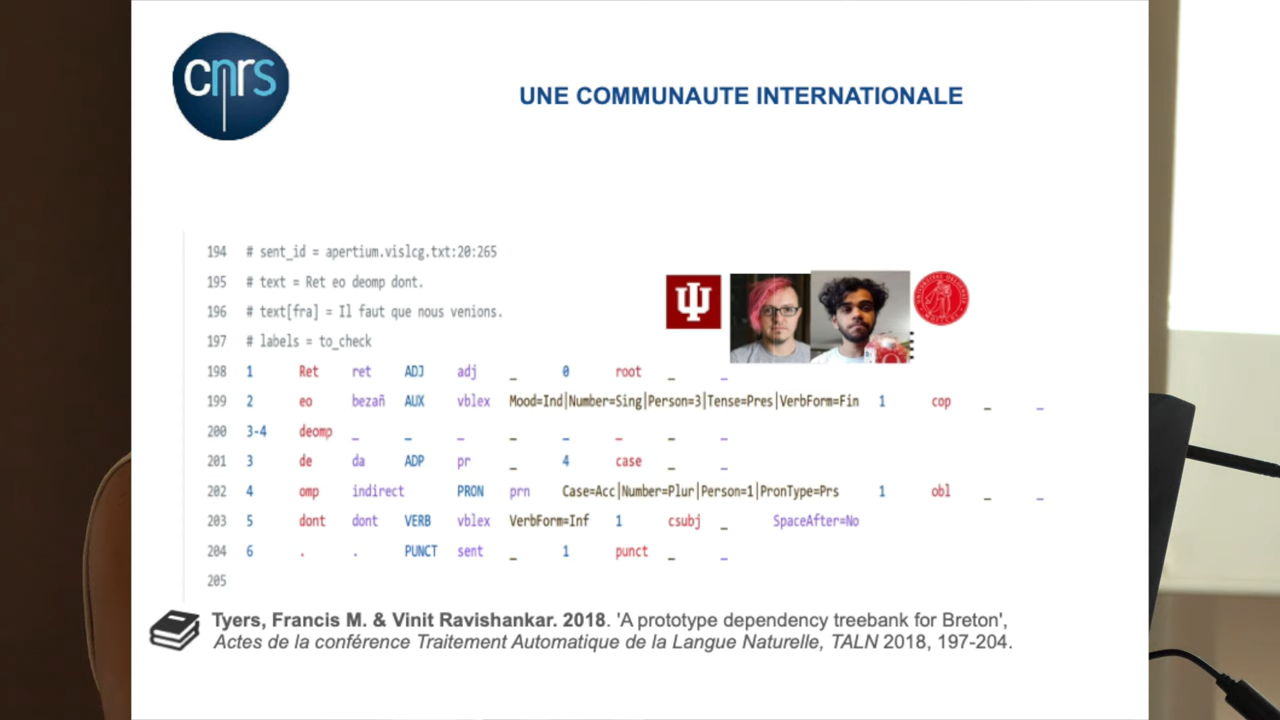 cnrs
UNE COMMUNAUTE INTERNATIONALE
194 # sent_id = apertium.vislcg.txt:20:265
195 # text = Ret eo deomp dont.
196 # text[fra] = Il faut que nous venions.
197 # labels = to_check
198 1 Ret ret ADJ adj _ 0 root _ _
199 2 eo bezañ AUX vblex Mood=Ind|Number=Sing|Person=3|Tense=Pres|VerbForm=Fin 1 cop _ _
200 3-4 deomp _ _ _ _ _ _ _ _
201 3 de da ADP pr _ 4 case _ _
202 4 omp indirect PRON prn Case=Acc|Number=Plur|Person=1|PronType=Prs 1 obl _ _
203 5 dont dont VERB vblex VerbForm=Inf 1 csubj _ SpaceAfter=No
204 6 . . PUNCT sent _ 1 punct _ _
205
Tyers, Francis M. & Vinit Ravishankar. 2018. 'A prototype dependency treebank for Breton',
Actes de la conférence Traitement Automatique de la Langue Naturelle, TALN 2018, 197-204.